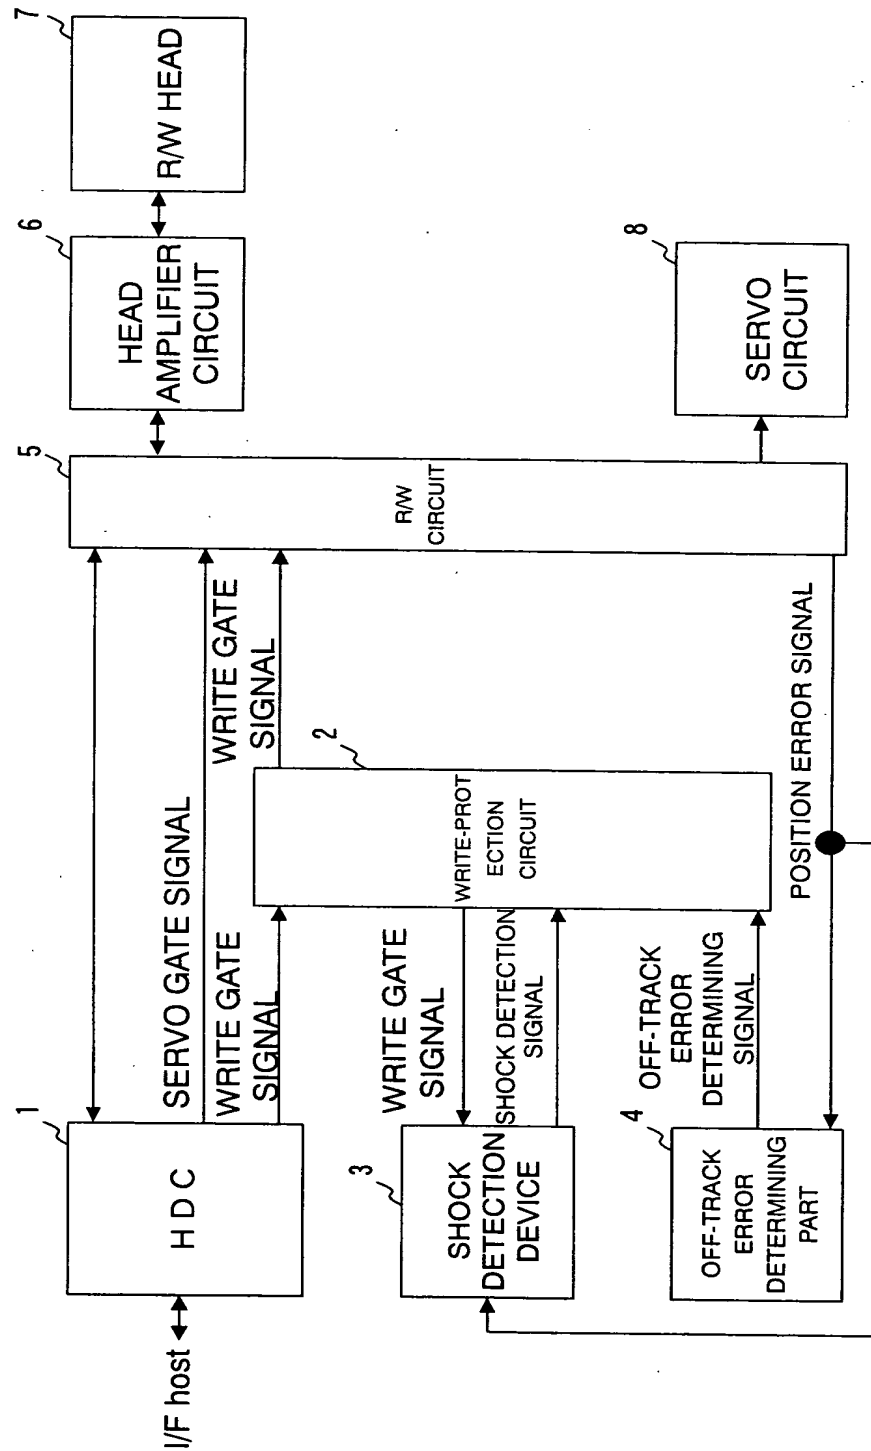 I/F host
1
H D C
SERVO GATE SIGNAL
WRITE GATE
SIGNAL
WRITE GATE
SIGNAL
5
R/W
CIRCUIT
6
HEAD
AMPLIFIER
CIRCUIT
7
R/W HEAD
2
WRITE-PROT
ECTION
CIRCUIT
3
SHOCK
DETECTION
DEVICE
WRITE GATE
SIGNAL
SHOCK DETECTION
SIGNAL
4
OFF-TRACK
ERROR
DETERMINING
PART
OFF-TRACK
ERROR
DETERMINING
SIGNAL
POSITION ERROR SIGNAL
8
SERVO
CIRCUIT